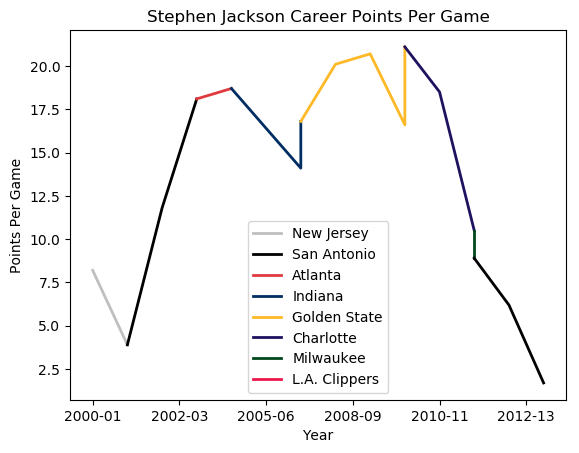 Stephen Jackson Career Points Per Game
Points Per Game
20.0
17.5
15.0
12.5
10.0
7.5
5.0
2.5
New Jersey
San Antonio
Atlanta
Indiana
Golden State
Charlotte
Milwaukee
L.A. Clippers
2000-01 2002-03 2005-06 2008-09 2010-11 2012-13
Year